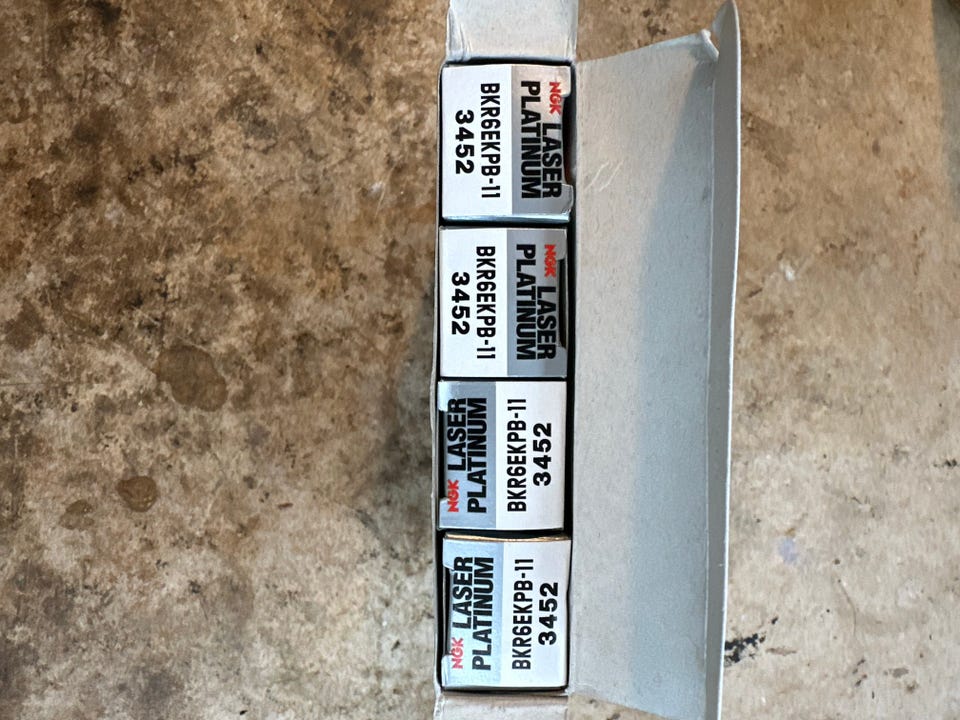 NGK LASER
PLATINUM
BKR6EKPB-11
3452
NGK LASER
PLATINUM
BKR6EKPB-11
3452
NGK LASER
PLATINUM
BKR6EKPB-11
3452
NGK LASER
PLATINUM
BKR6EKPB-11
3452